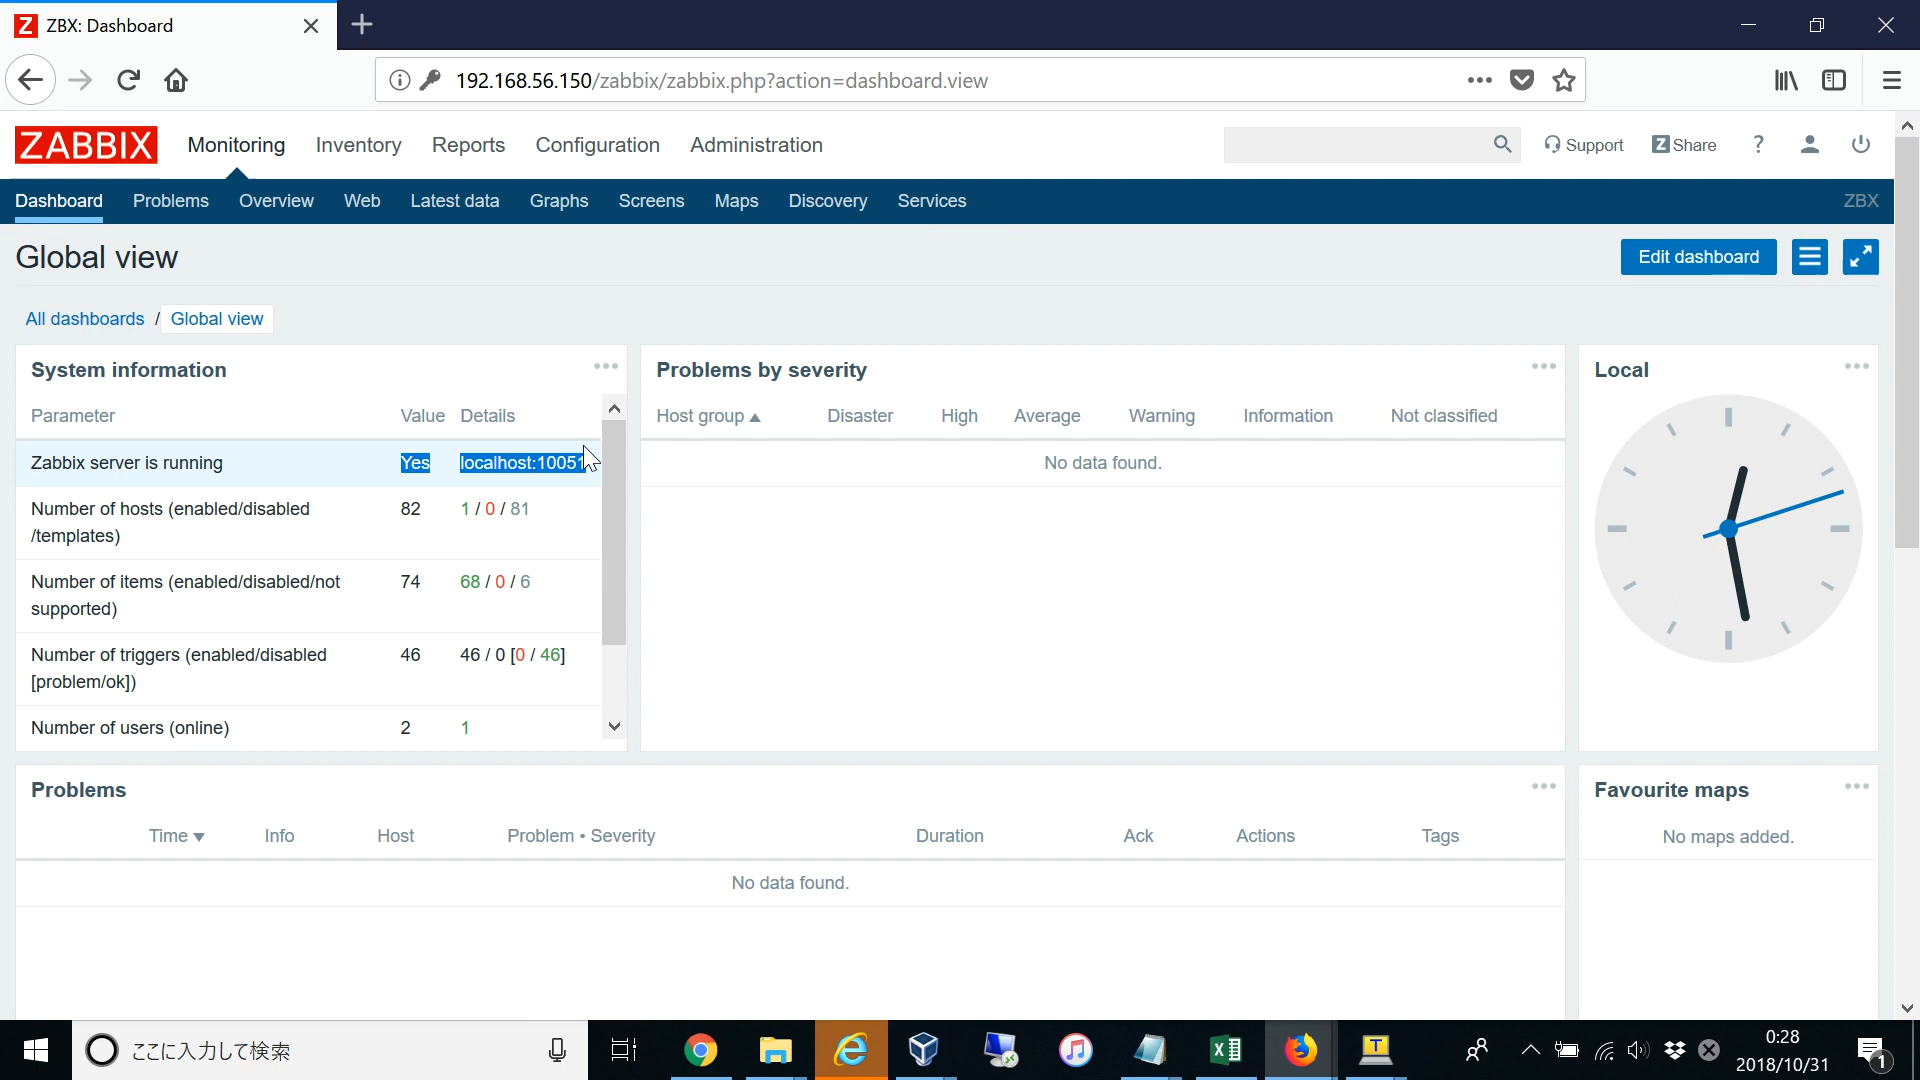 Z ZBX: Dashboard
192.168.56.150/zabbix/zabbix.php?action=dashboard.view
ZABBIX Monitoring Inventory Reports Configuration Administration Support Z Share ?
Dashboard Problems Overview Web Latest data Graphs Screens Maps Discovery Services ZBX
Global view Edit dashboard
All dashboards / Global view
System information
Parameter Value Details
Zabbix server is running Yes localhost:10051
Number of hosts (enabled/disabled
/templates) 82 1 / 0 / 81
Number of items (enabled/disabled/not
supported) 74 68 / 0 / 6
Number of triggers (enabled/disabled
[problem/ok]) 46 46 / 0 [0 / 46]
Number of users (online) 2 1
Problems by severity
Host group ▲ Disaster High Average Warning Information Not classified
No data found.
Local
Problems
Time ▼ Info Host Problem • Severity Duration Ack Actions Tags
No data found.
Favourite maps
No maps added.
ここに入力して検索
0:28
2018/10/31
1